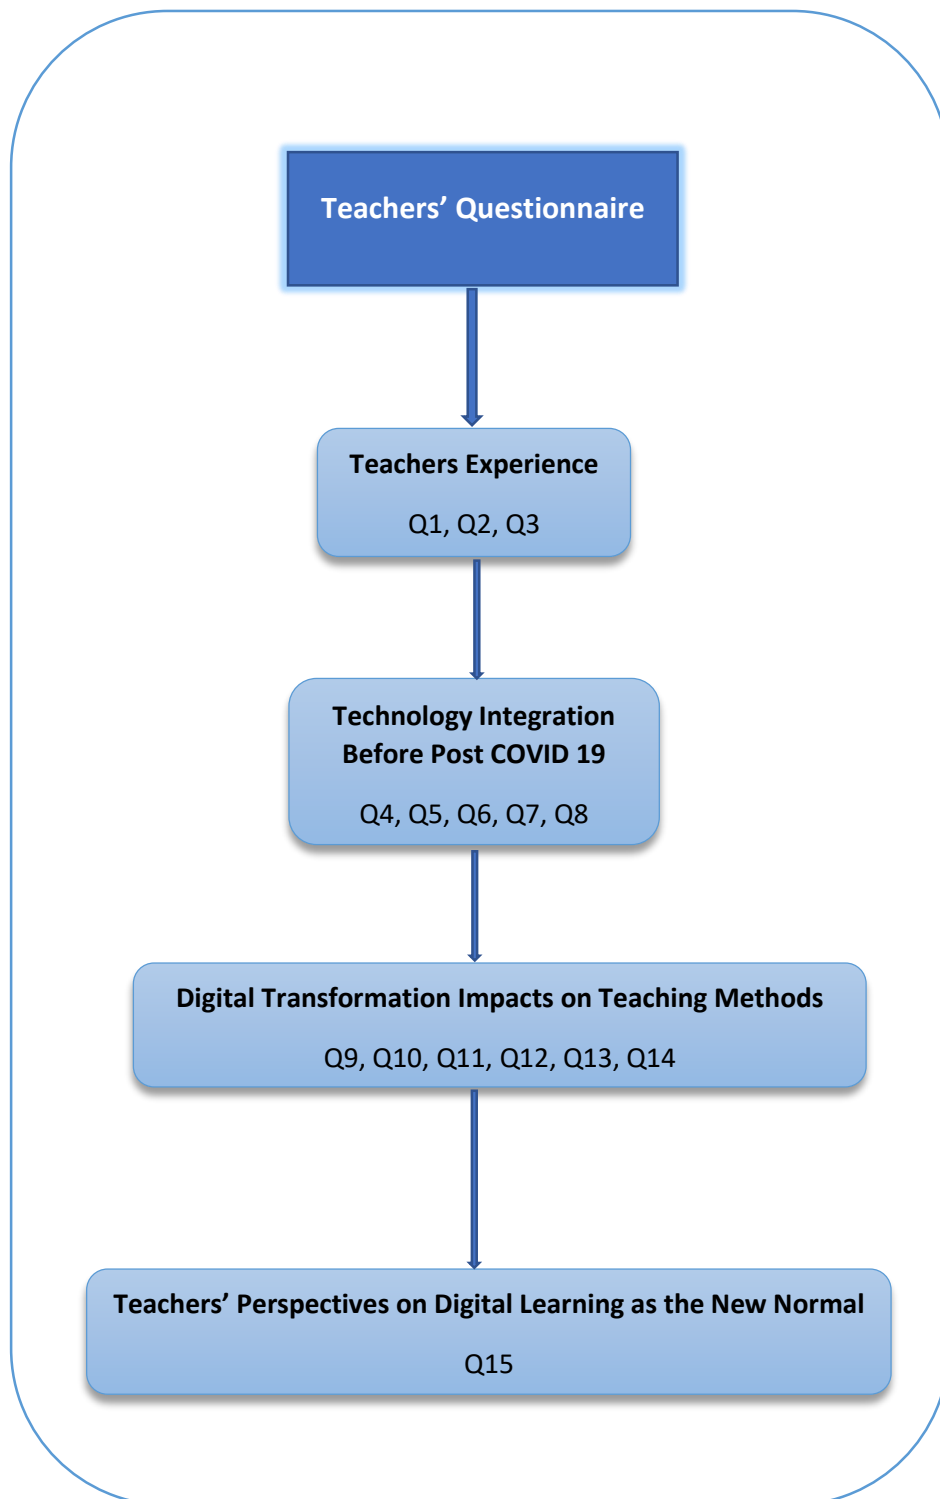 Teachers’ Questionnaire
Teachers Experience
Q1, Q2, Q3
Technology Integration
Before Post COVID 19
Q4, Q5, Q6, Q7, Q8
Digital Transformation Impacts on Teaching Methods
Q9, Q10, Q11, Q12, Q13, Q14
Teachers’ Perspectives on Digital Learning as the New Normal
Q15